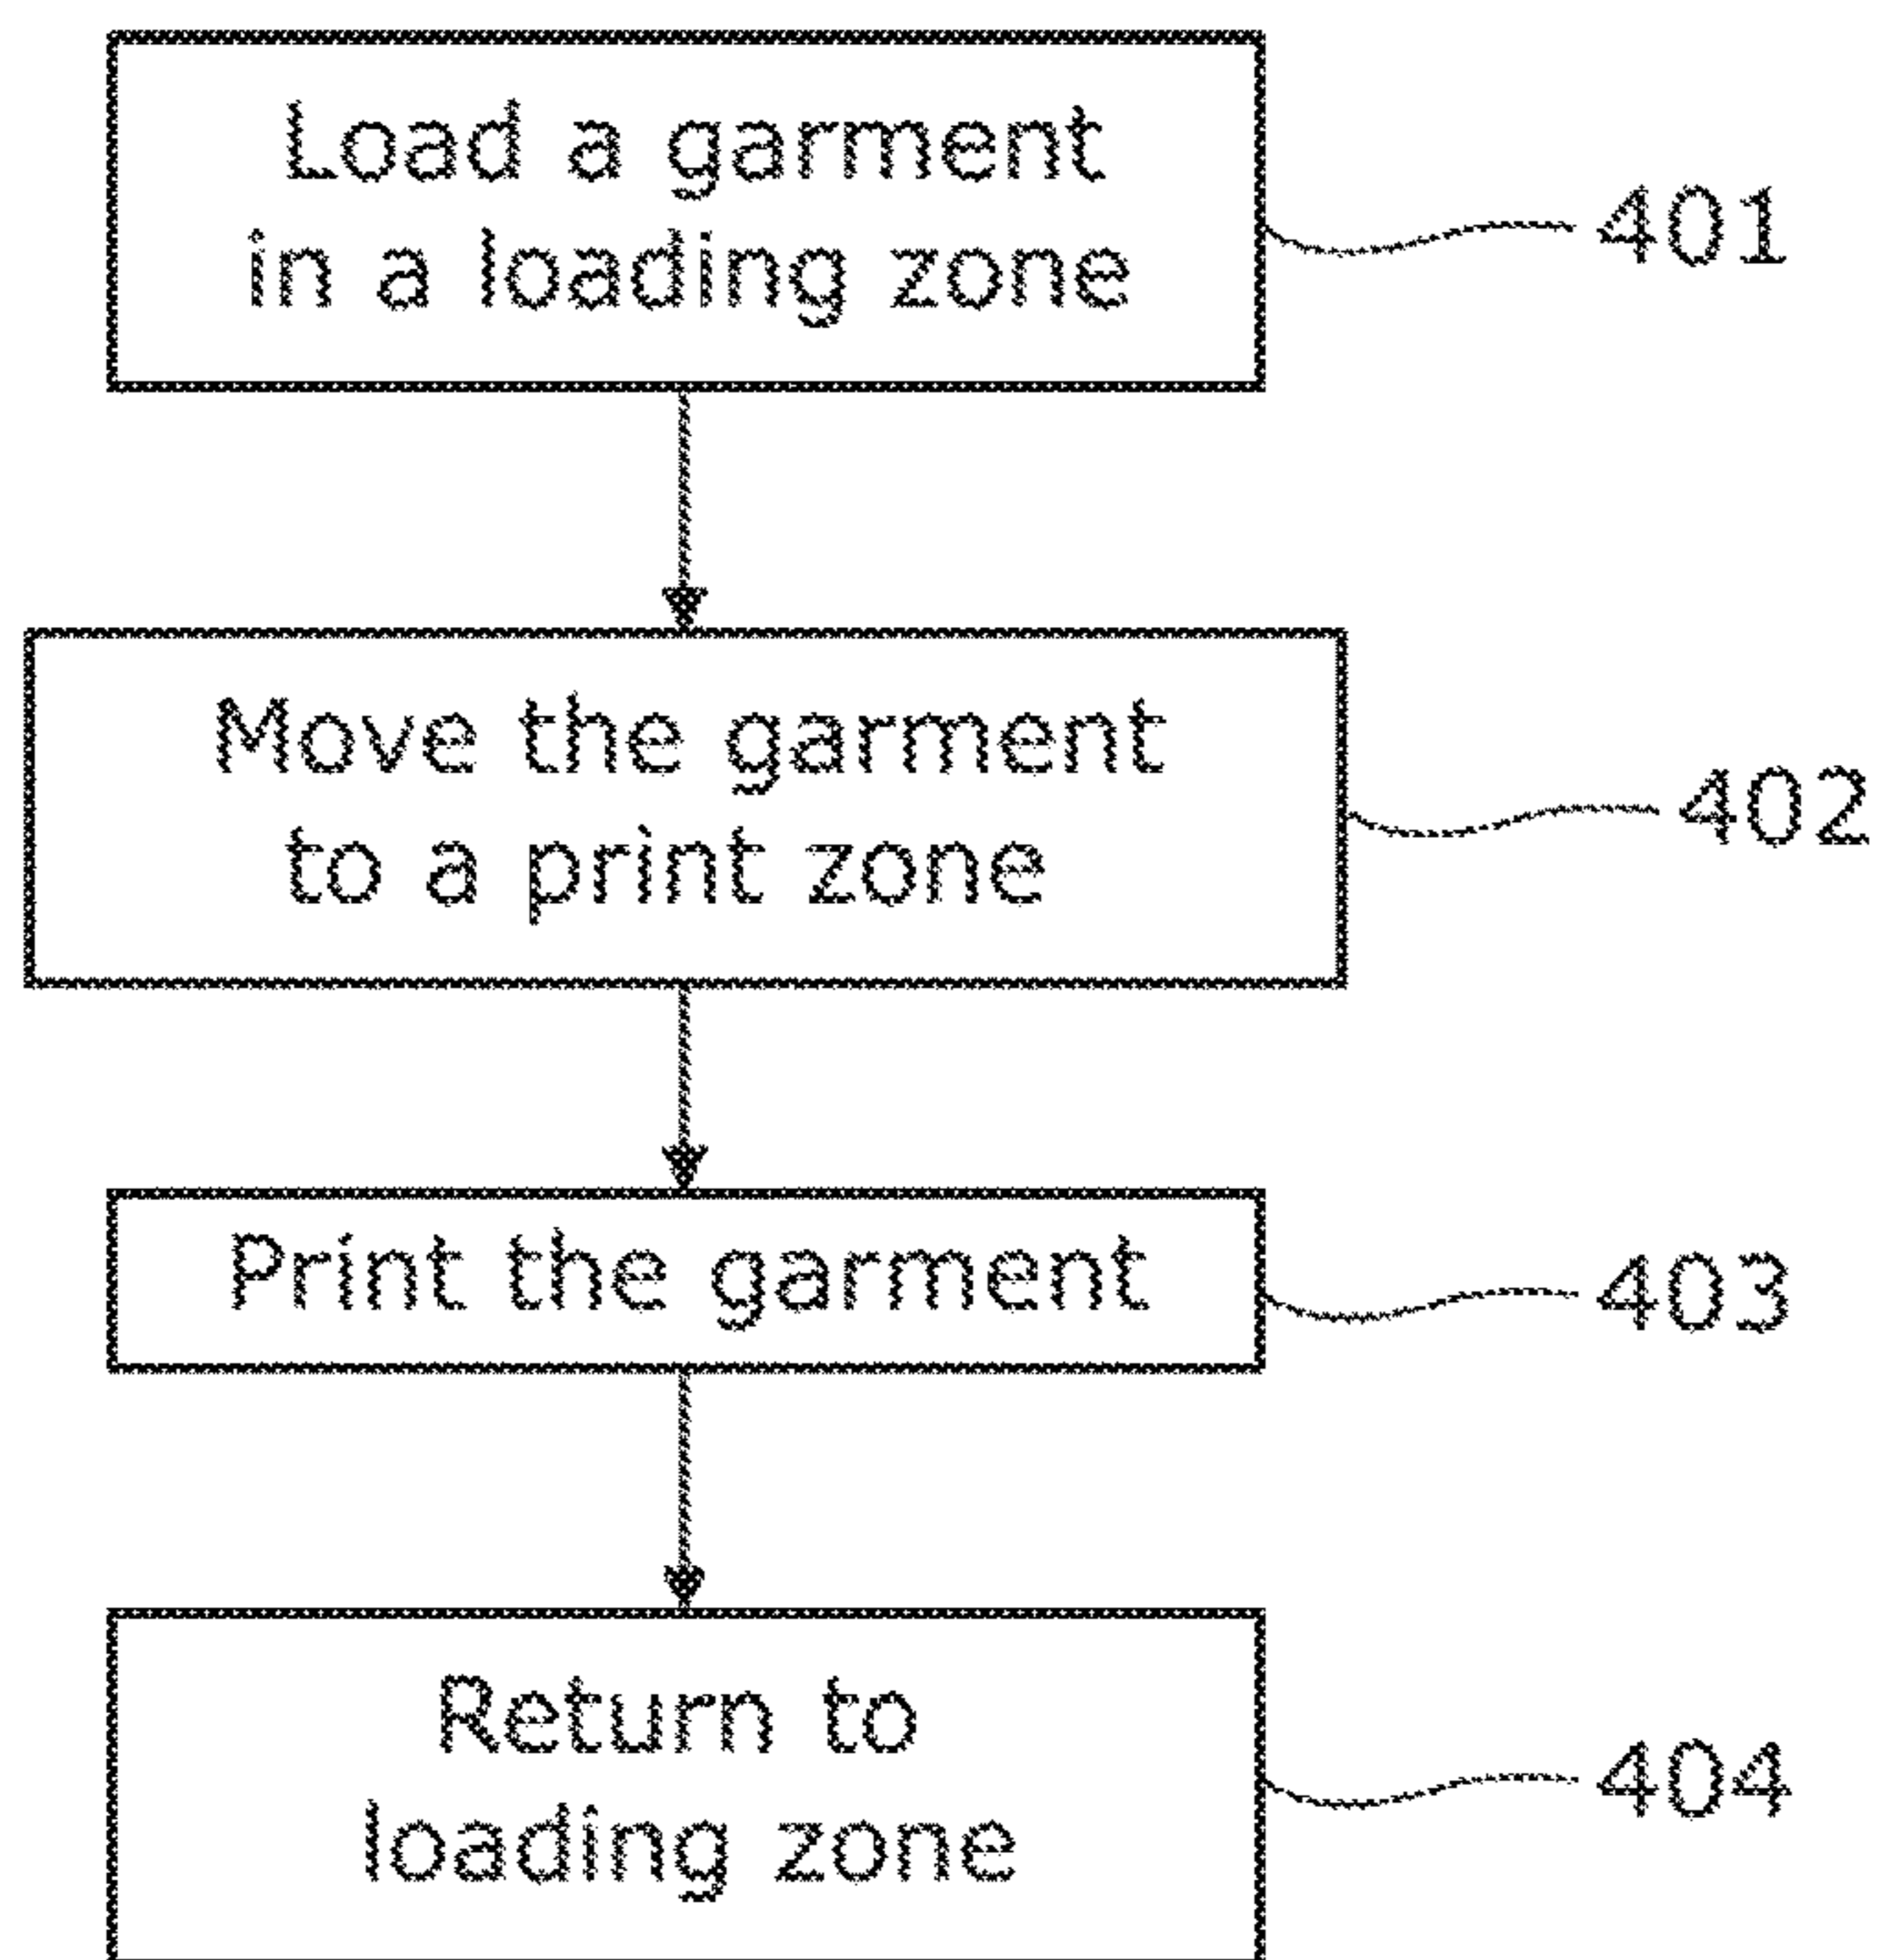 Load a garment
in a loading zone
401
Move the garment
to a print zone
402
Print the garment
403
Return to
loading zone
404